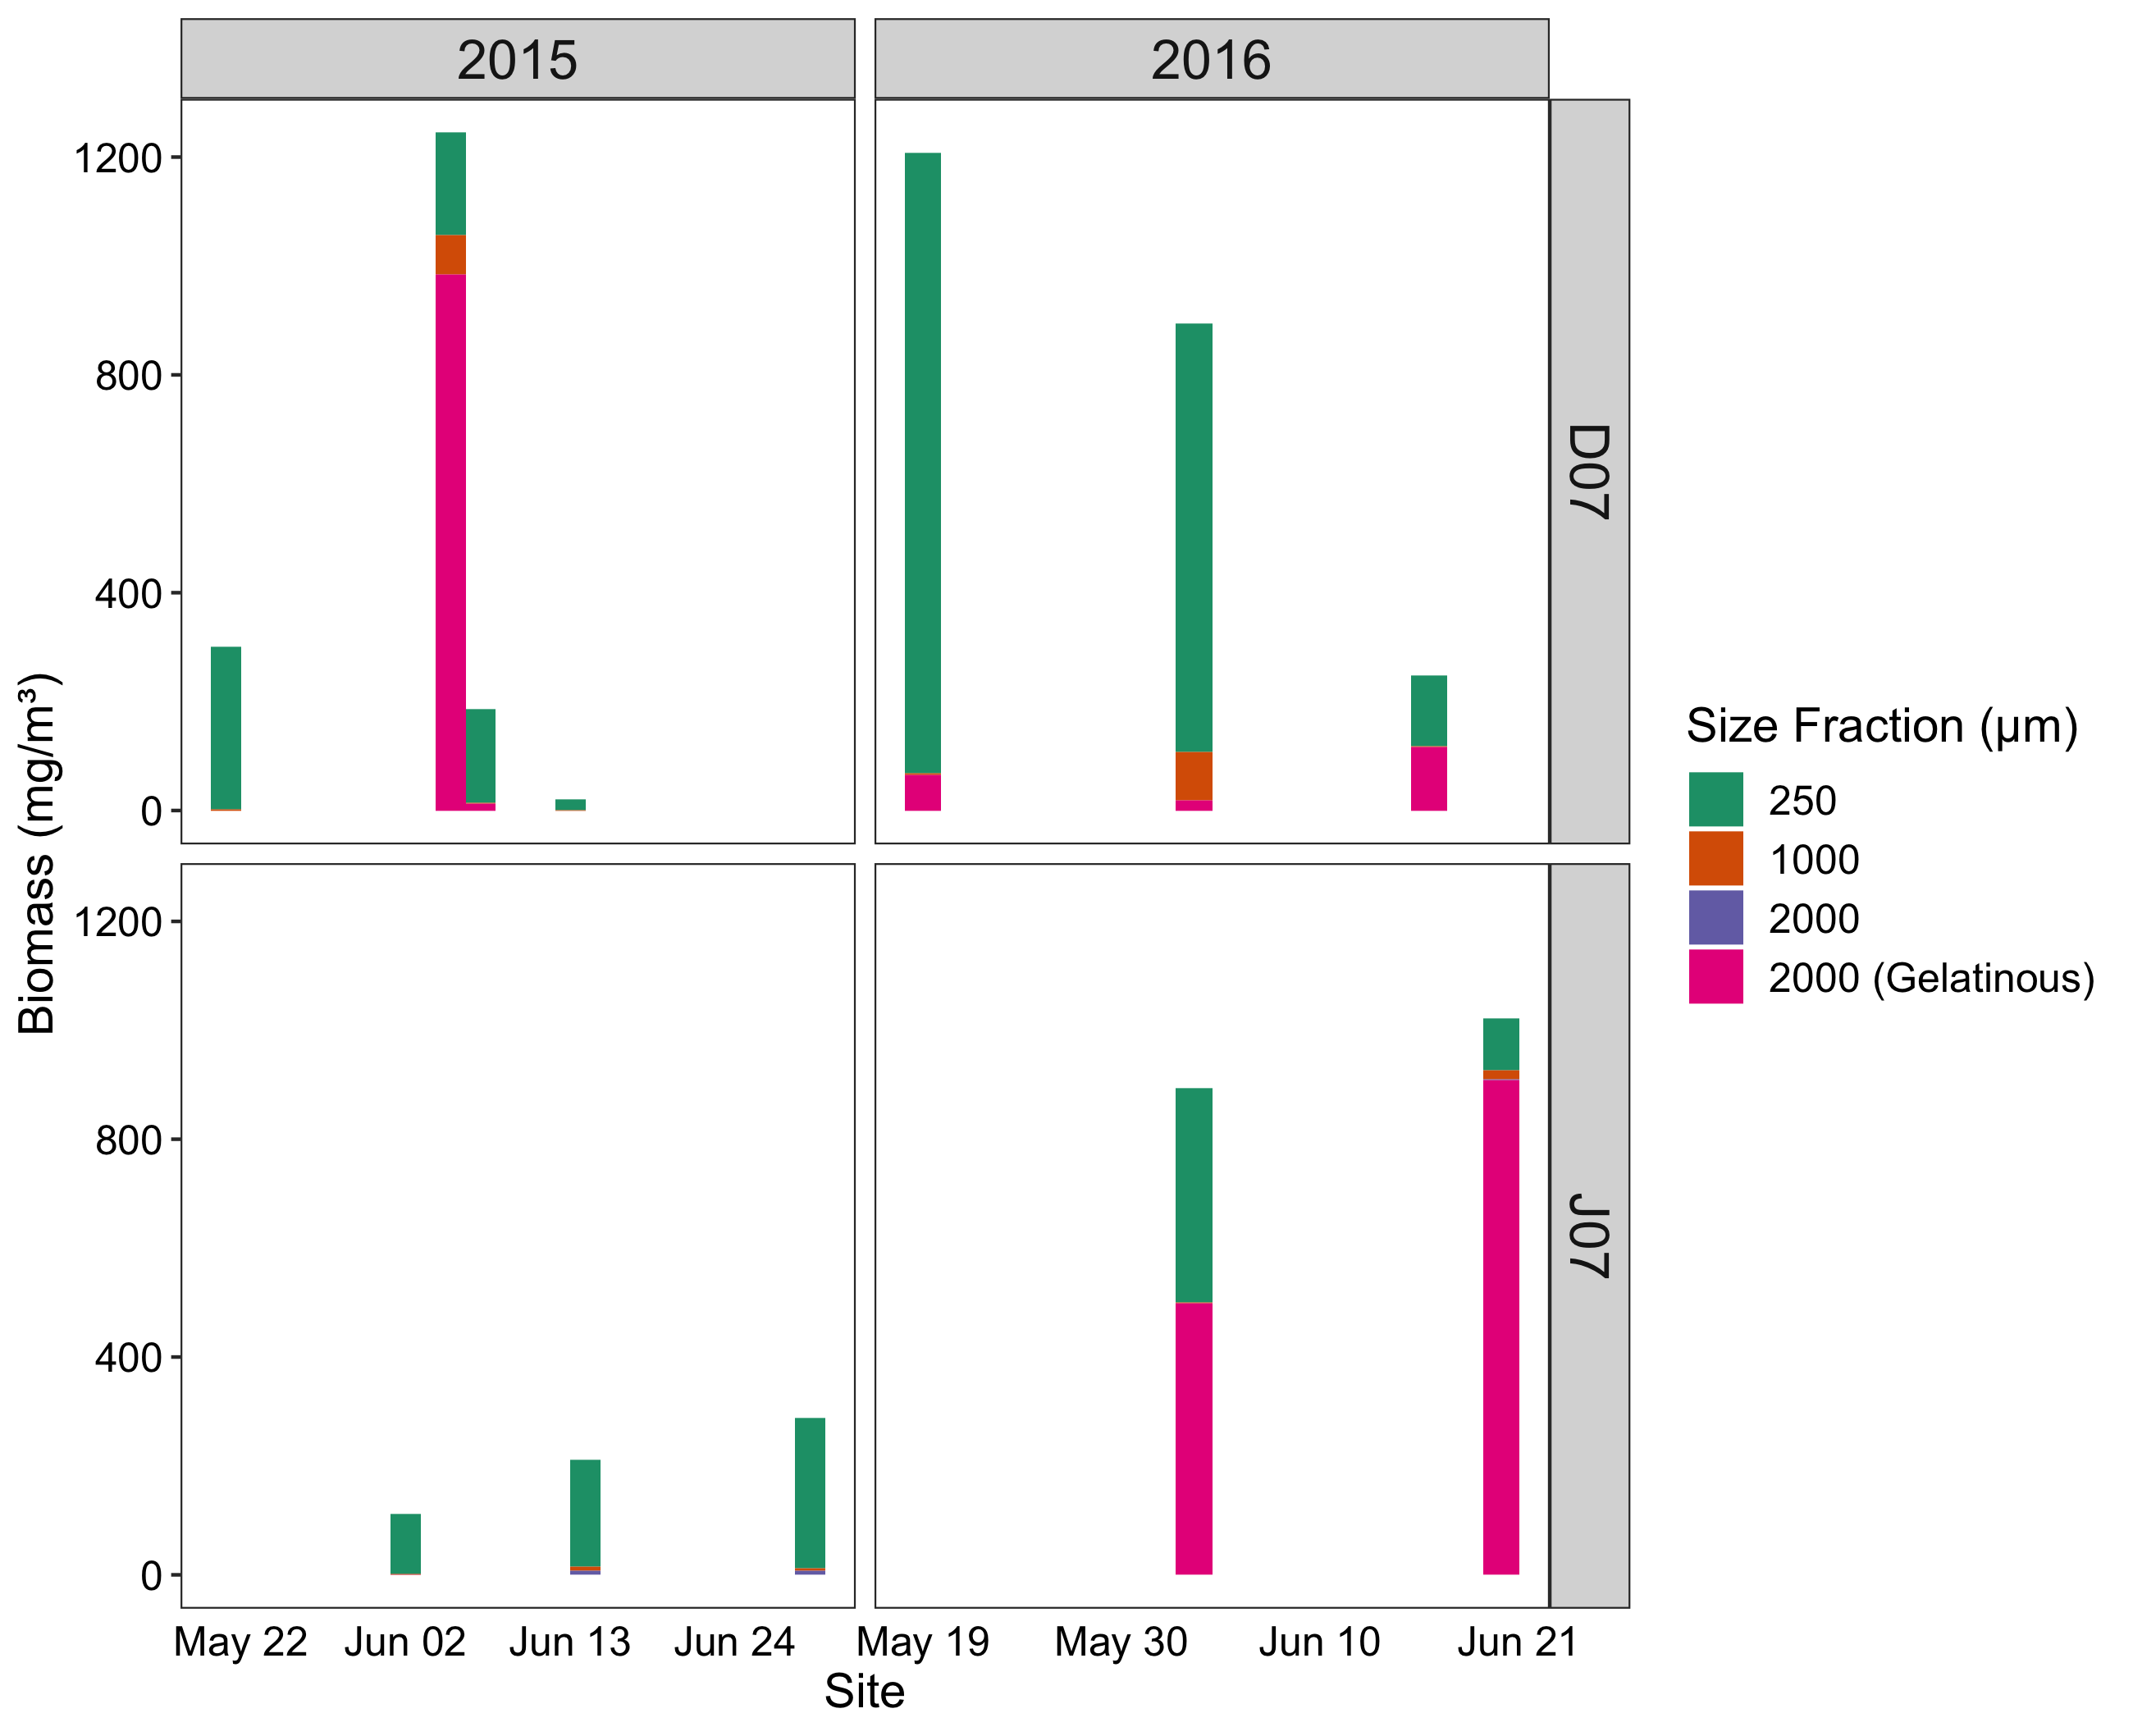 2015
2016
1200
800
400
0
D07
1200
800
400
0
J07
Biomass (mg/m³)
May 22
Jun 02
Jun 13
Jun 24
May 19
May 30
Jun 10
Jun 21
Site
Size Fraction (μm)
250
1000
2000
2000 (Gelatinous)